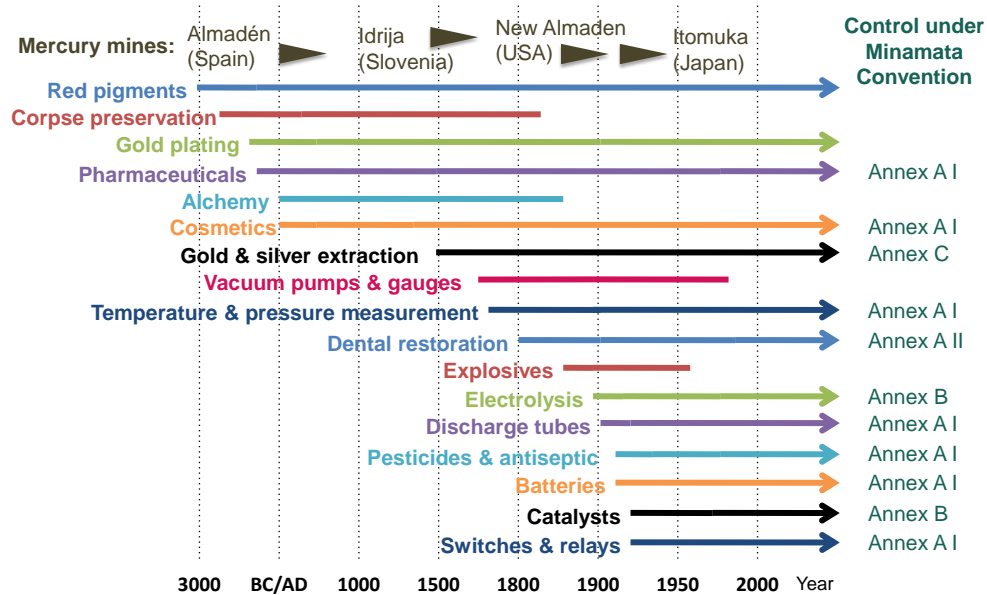 Mercury mines:
Almadén
(Spain)
Idrija
(Slovenia)
New Almaden
(USA)
Itomuka
(Japan)
Control under
Minamata
Convention
Red pigments
Corpse preservation
Gold plating
Pharmaceuticals Annex A I
Alchemy
Cosmetics Annex A I
Gold & silver extraction Annex C
Vacuum pumps & gauges
Temperature & pressure measurement Annex A I
Dental restoration Annex A II
Explosives
Electrolysis Annex B
Discharge tubes Annex A I
Pesticides & antiseptic Annex A I
Batteries Annex A I
Catalysts Annex B
Switches & relays Annex A I
3000 BC/AD 1000 1500 1800 1900 1950 2000 Year